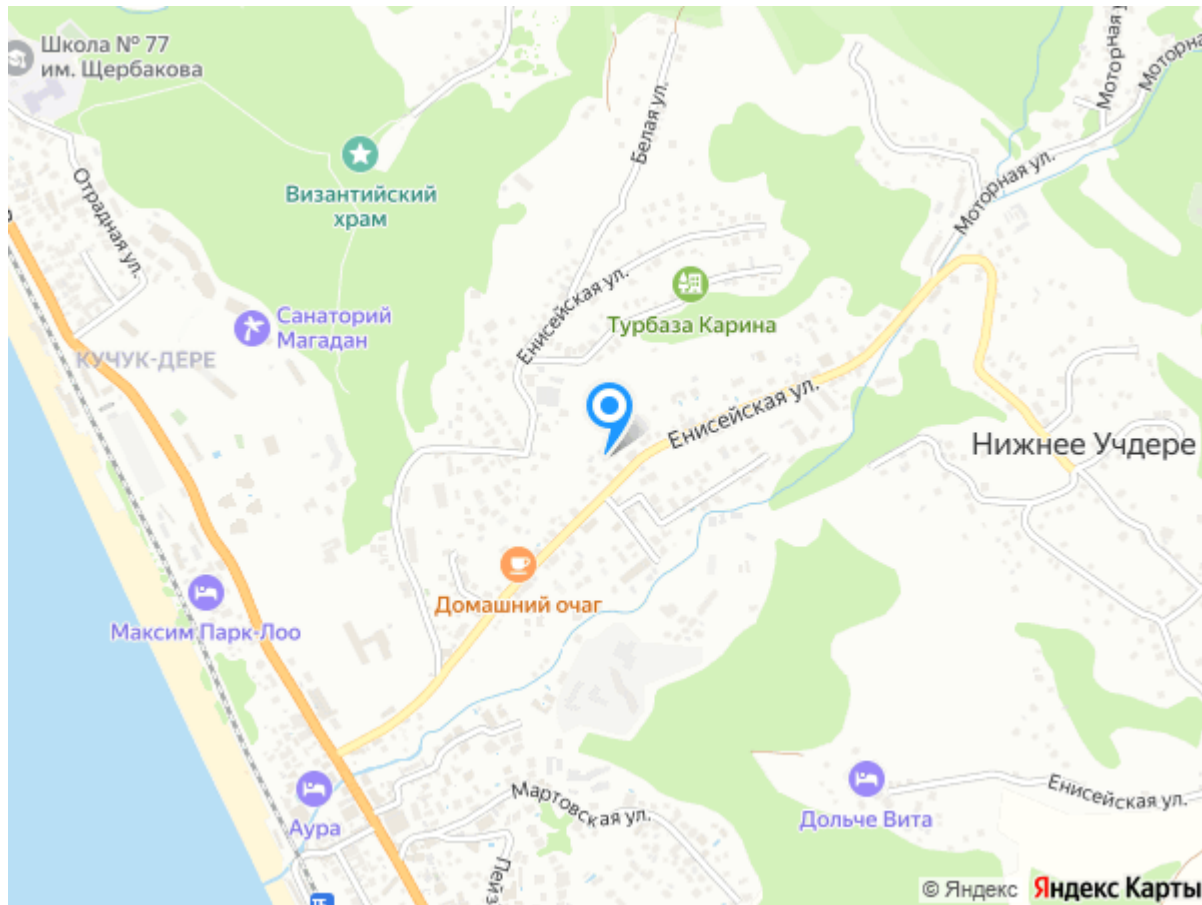 Школа № 77
им. Щербакова
Моторная
Моторна
Белая ул.
Отрадная ул.
Византийский
храм
Моторная ул.
Енисейская ул.
Турбаза Карина
Санаторий
Магадан
КУЧУК-ДЕРЕ
Енисейская ул.
Нижнее Учдере
Домашний очаг
Максим Парк-Лоо
Аура
Мартовская ул.
Дольче Вита
Енисейская ул.
Пейз
© Яндекс Яндекс Карты